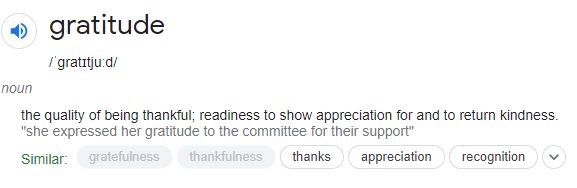 gratitude
/ˈɡratɪtjuːd/
noun
the quality of being thankful; readiness to show appreciation for and to return kindness.
"she expressed her gratitude to the committee for their support"
Similar: gratefulness thankfulness thanks appreciation recognition